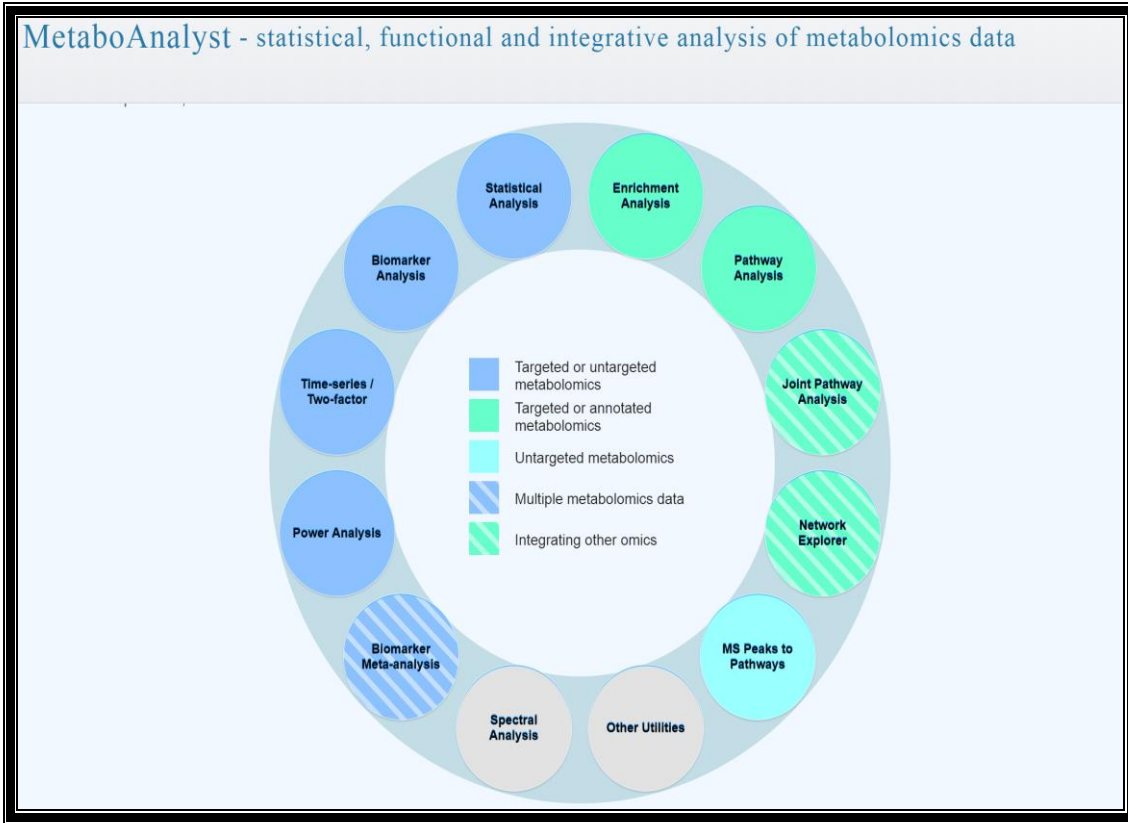 MetaboAnalyst - statistical, functional and integrative analysis of metabolomics data
Statistical
Analysis
Enrichment
Analysis
Biomarker
Analysis
Pathway
Analysis
Time-series /
Two-factor
Joint Pathway
Analysis
Targeted or untargeted
metabolomics
Targeted or annotated
metabolomics
Untargeted metabolomics
Multiple metabolomics data
Integrating other omics
Power Analysis
Network
Explorer
Biomarker
Meta-analysis
MS Peaks to
Pathways
Spectral
Analysis
Other Utilities